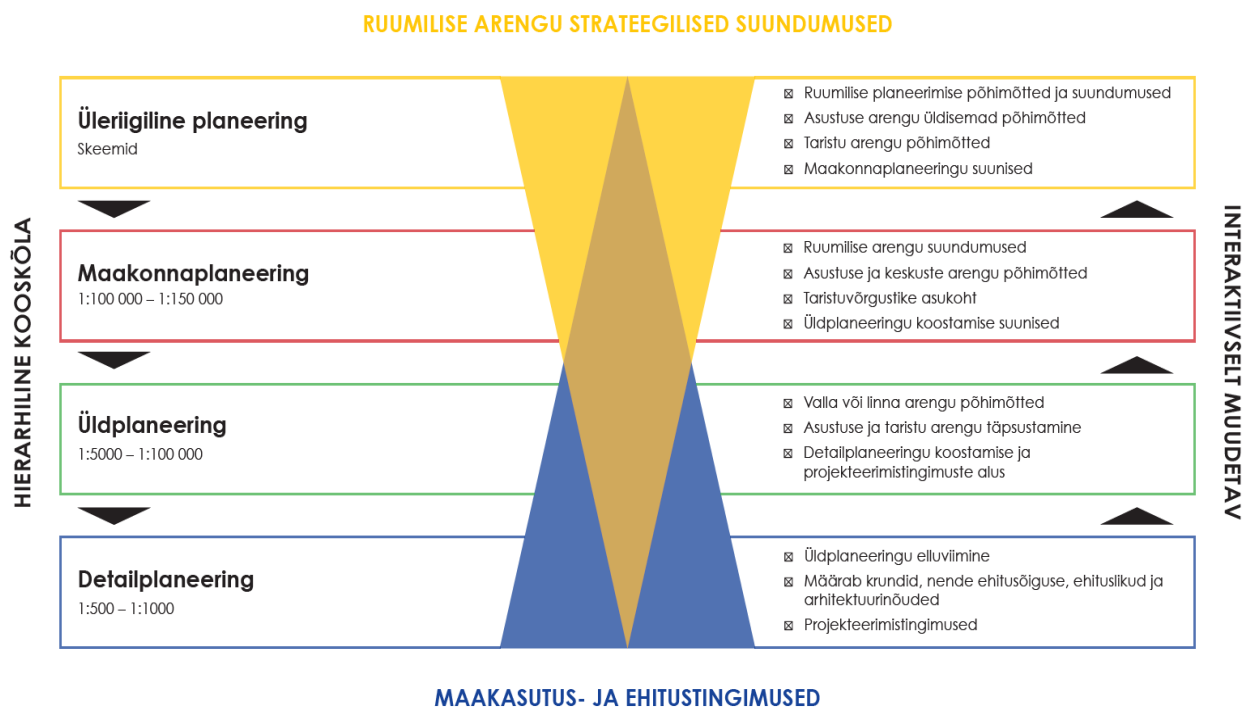 RUUMILISE ARENGU STRATEEGILISED SUUNDUMUSED
HIERARHILINE KOOSKÕLA
Üleriigiline planeering
Skeemid
Ruumilise planeerimise põhimõtted ja suundumused
Asustuse arengu üldisemad põhimõtted
Taristu arengu põhimõtted
Maakonnaplaneeringu suunised
Maakonnaplaneering
1:100 000 – 1:150 000
Ruumilise arengu suundumused
Asustuse ja keskuste arengu põhimõtted
Taristuvõrgustike asukoht
Üldplaneeringu koostamise suunised
Üldplaneering
1:5000 – 1:100 000
Valla või linna arengu põhimõtted
Asustuse ja taristu arengu täpsustamine
Detailplaneeringu koostamise ja
projekteerimistingimuste alus
Detailplaneering
1:500 – 1:1000
Üldplaneeringu elluviimine
Määrab krundid, nende ehitusõiguse, ehituslikud ja
arhitektuurinõuded
Projekteerimistingimused
INTERAKTIIVSELT MUUDETAV
MAAKASUTUS- JA EHITUSTINGIMUSED